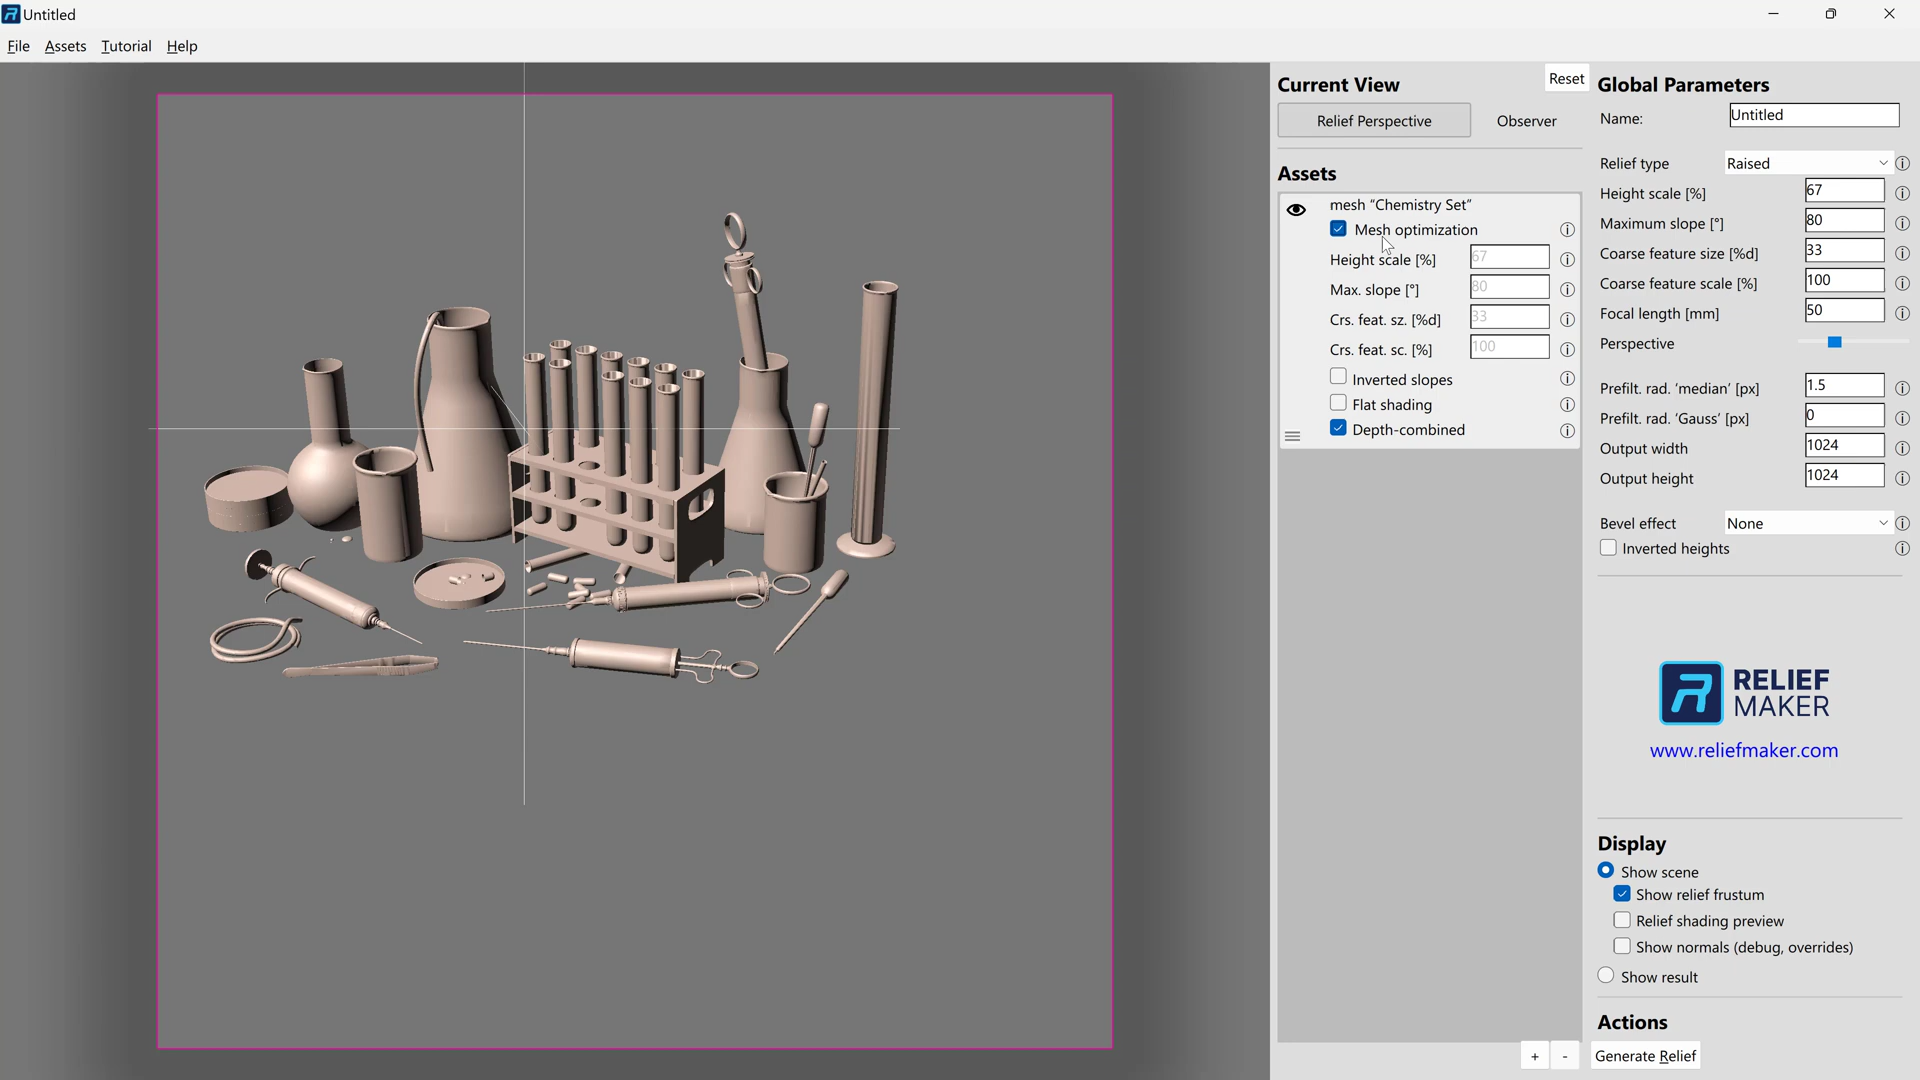 Untitled
File Assets Tutorial Help
Current View
Reset
Relief Perspective
Observer
Assets
mesh “Chemistry Set”
Mesh optimization
Height scale [%] 67
Max. slope [°] 80
Crs. feat. sz. [%d] 33
Crs. feat. sc. [%] 100
Inverted slopes
Flat shading
Depth-combined
+ -
Global Parameters
Name: Untitled
Relief type Raised
Height scale [%] 67
Maximum slope [°] 80
Coarse feature size [%d] 33
Coarse feature scale [%] 100
Focal length [mm] 50
Perspective
Prefilt. rad. ‘median’ [px] 1.5
Prefilt. rad. ‘Gauss’ [px] 0
Output width 1024
Output height 1024
Bevel effect None
Inverted heights
RELIEF
MAKER
www.reliefmaker.com
Display
Show scene
Show relief frustum
Relief shading preview
Show normals (debug, overrides)
Show result
Actions
Generate Relief